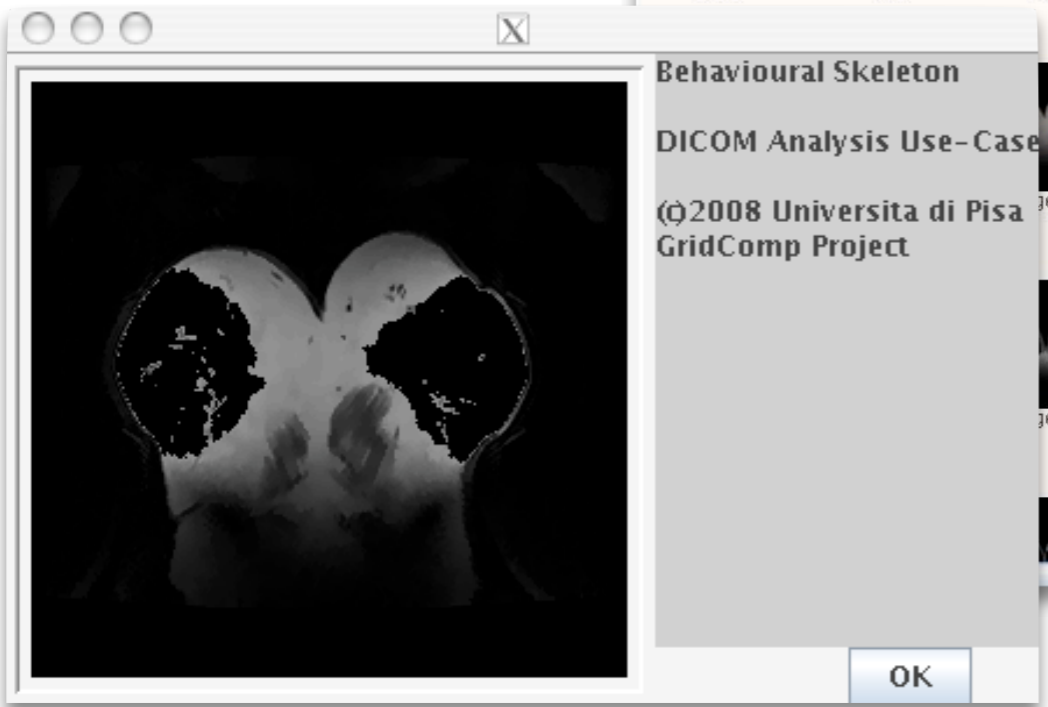 Behavioural Skeleton
DICOM Analysis Use-Case
(c)2008 Universita di Pisa
GridComp Project
OK